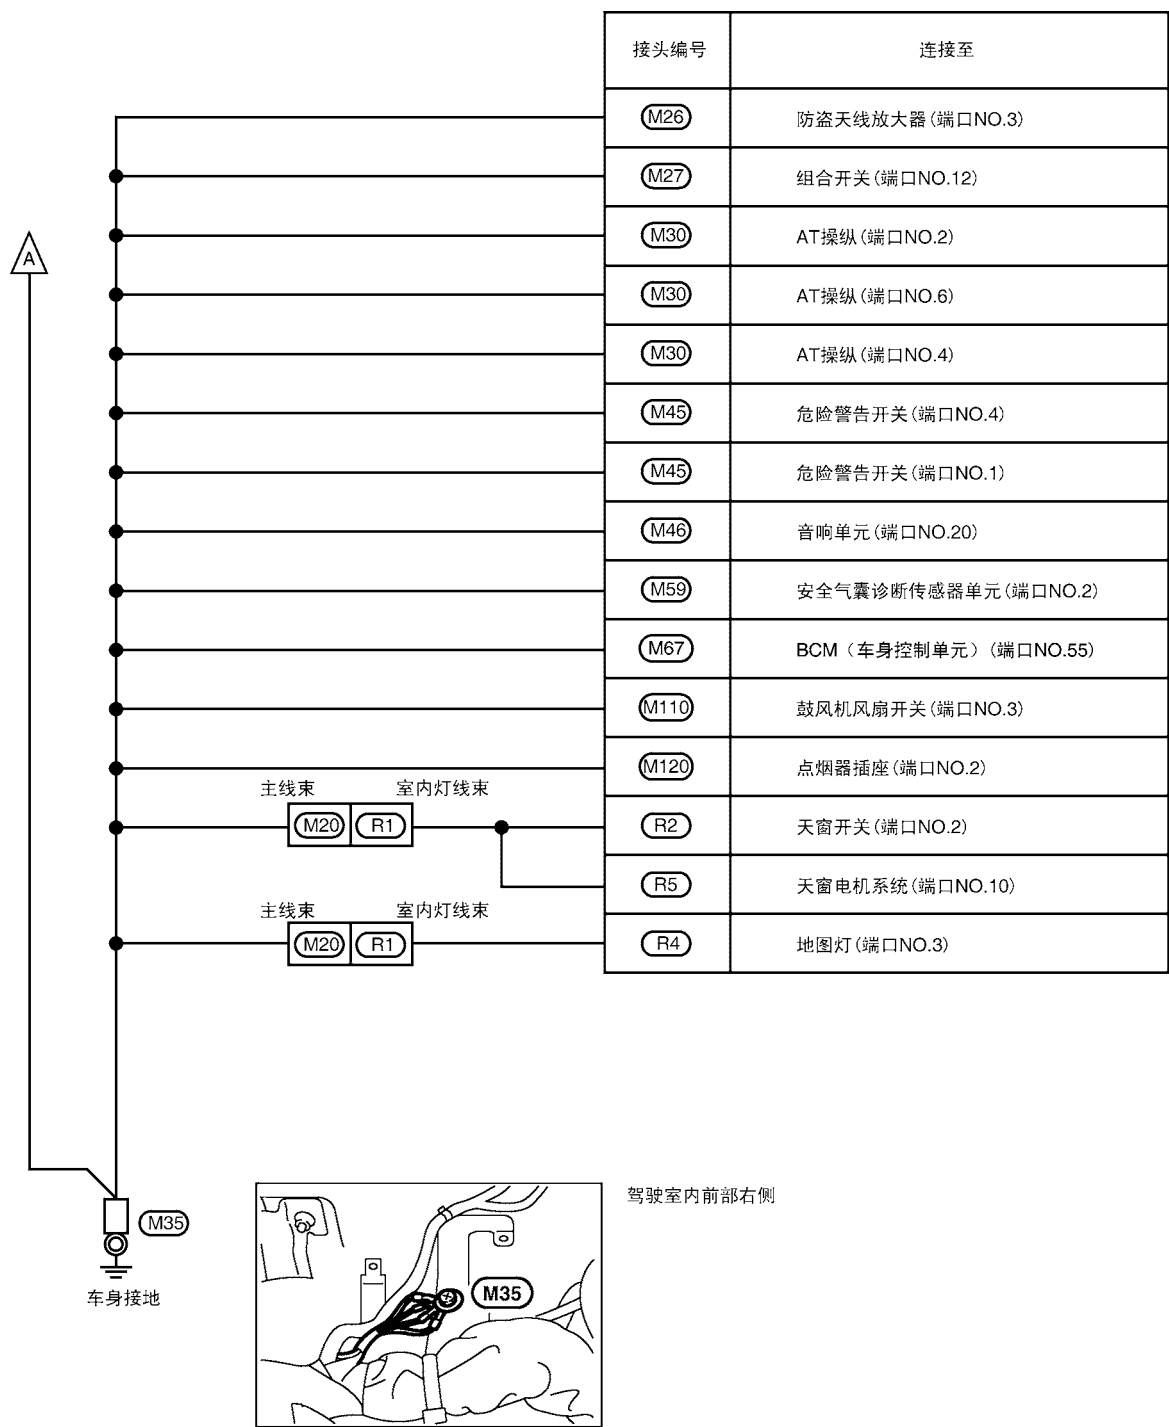 接头编号 连接至
M26 防盗天线放大器(端口NO.3)
M27 组合开关(端口NO.12)
M30 AT操纵(端口NO.2)
A
M30 AT操纵(端口NO.6)
M30 AT操纵(端口NO.4)
M45 危险警告开关(端口NO.4)
M45 危险警告开关(端口NO.1)
M46 音响单元(端口NO.20)
M59 安全气囊诊断传感器单元(端口NO.2)
M67 BCM（车身控制单元）(端口NO.55)
M110 鼓风机风扇开关(端口NO.3)
M120 点烟器插座(端口NO.2)
主线束 室内灯线束
M20 R1 R2 天窗开关(端口NO.2)
R5 天窗电机系统(端口NO.10)
主线束 室内灯线束
M20 R1 R4 地图灯(端口NO.3)
驾驶室内前部右侧
M35
车身接地
M35